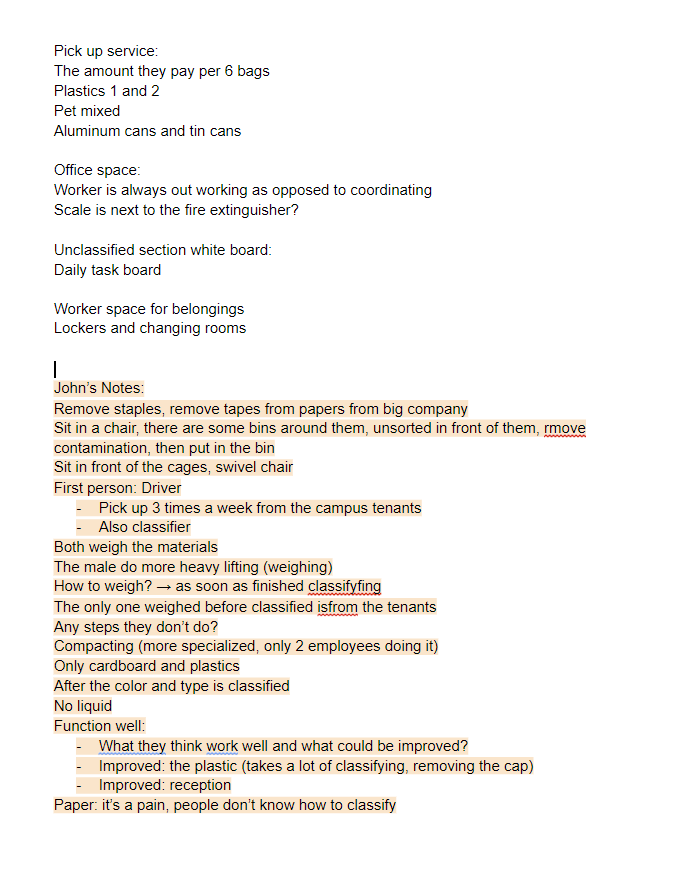 Pick up service:
The amount they pay per 6 bags
Plastics 1 and 2
Pet mixed
Aluminum cans and tin cans
Office space:
Worker is always out working as opposed to coordinating
Scale is next to the fire extinguisher?
Unclassified section white board:
Daily task board
Worker space for belongings
Lockers and changing rooms
John’s Notes:
Remove staples, remove tapes from papers from big company
Sit in a chair, there are some bins around them, unsorted in front of them, rmove
contamination, then put in the bin
Sit in front of the cages, swivel chair
First person: Driver
- Pick up 3 times a week from the campus tenants
- Also classifier
Both weigh the materials
The male do more heavy lifting (weighing)
How to weigh? → as soon as finished classifyfing
The only one weighed before classified isfrom the tenants
Any steps they don’t do?
Compacting (more specialized, only 2 employees doing it)
Only cardboard and plastics
After the color and type is classified
No liquid
Function well:
- What they think work well and what could be improved?
- Improved: the plastic (takes a lot of classifying, removing the cap)
- Improved: reception
Paper: it’s a pain, people don’t know how to classify